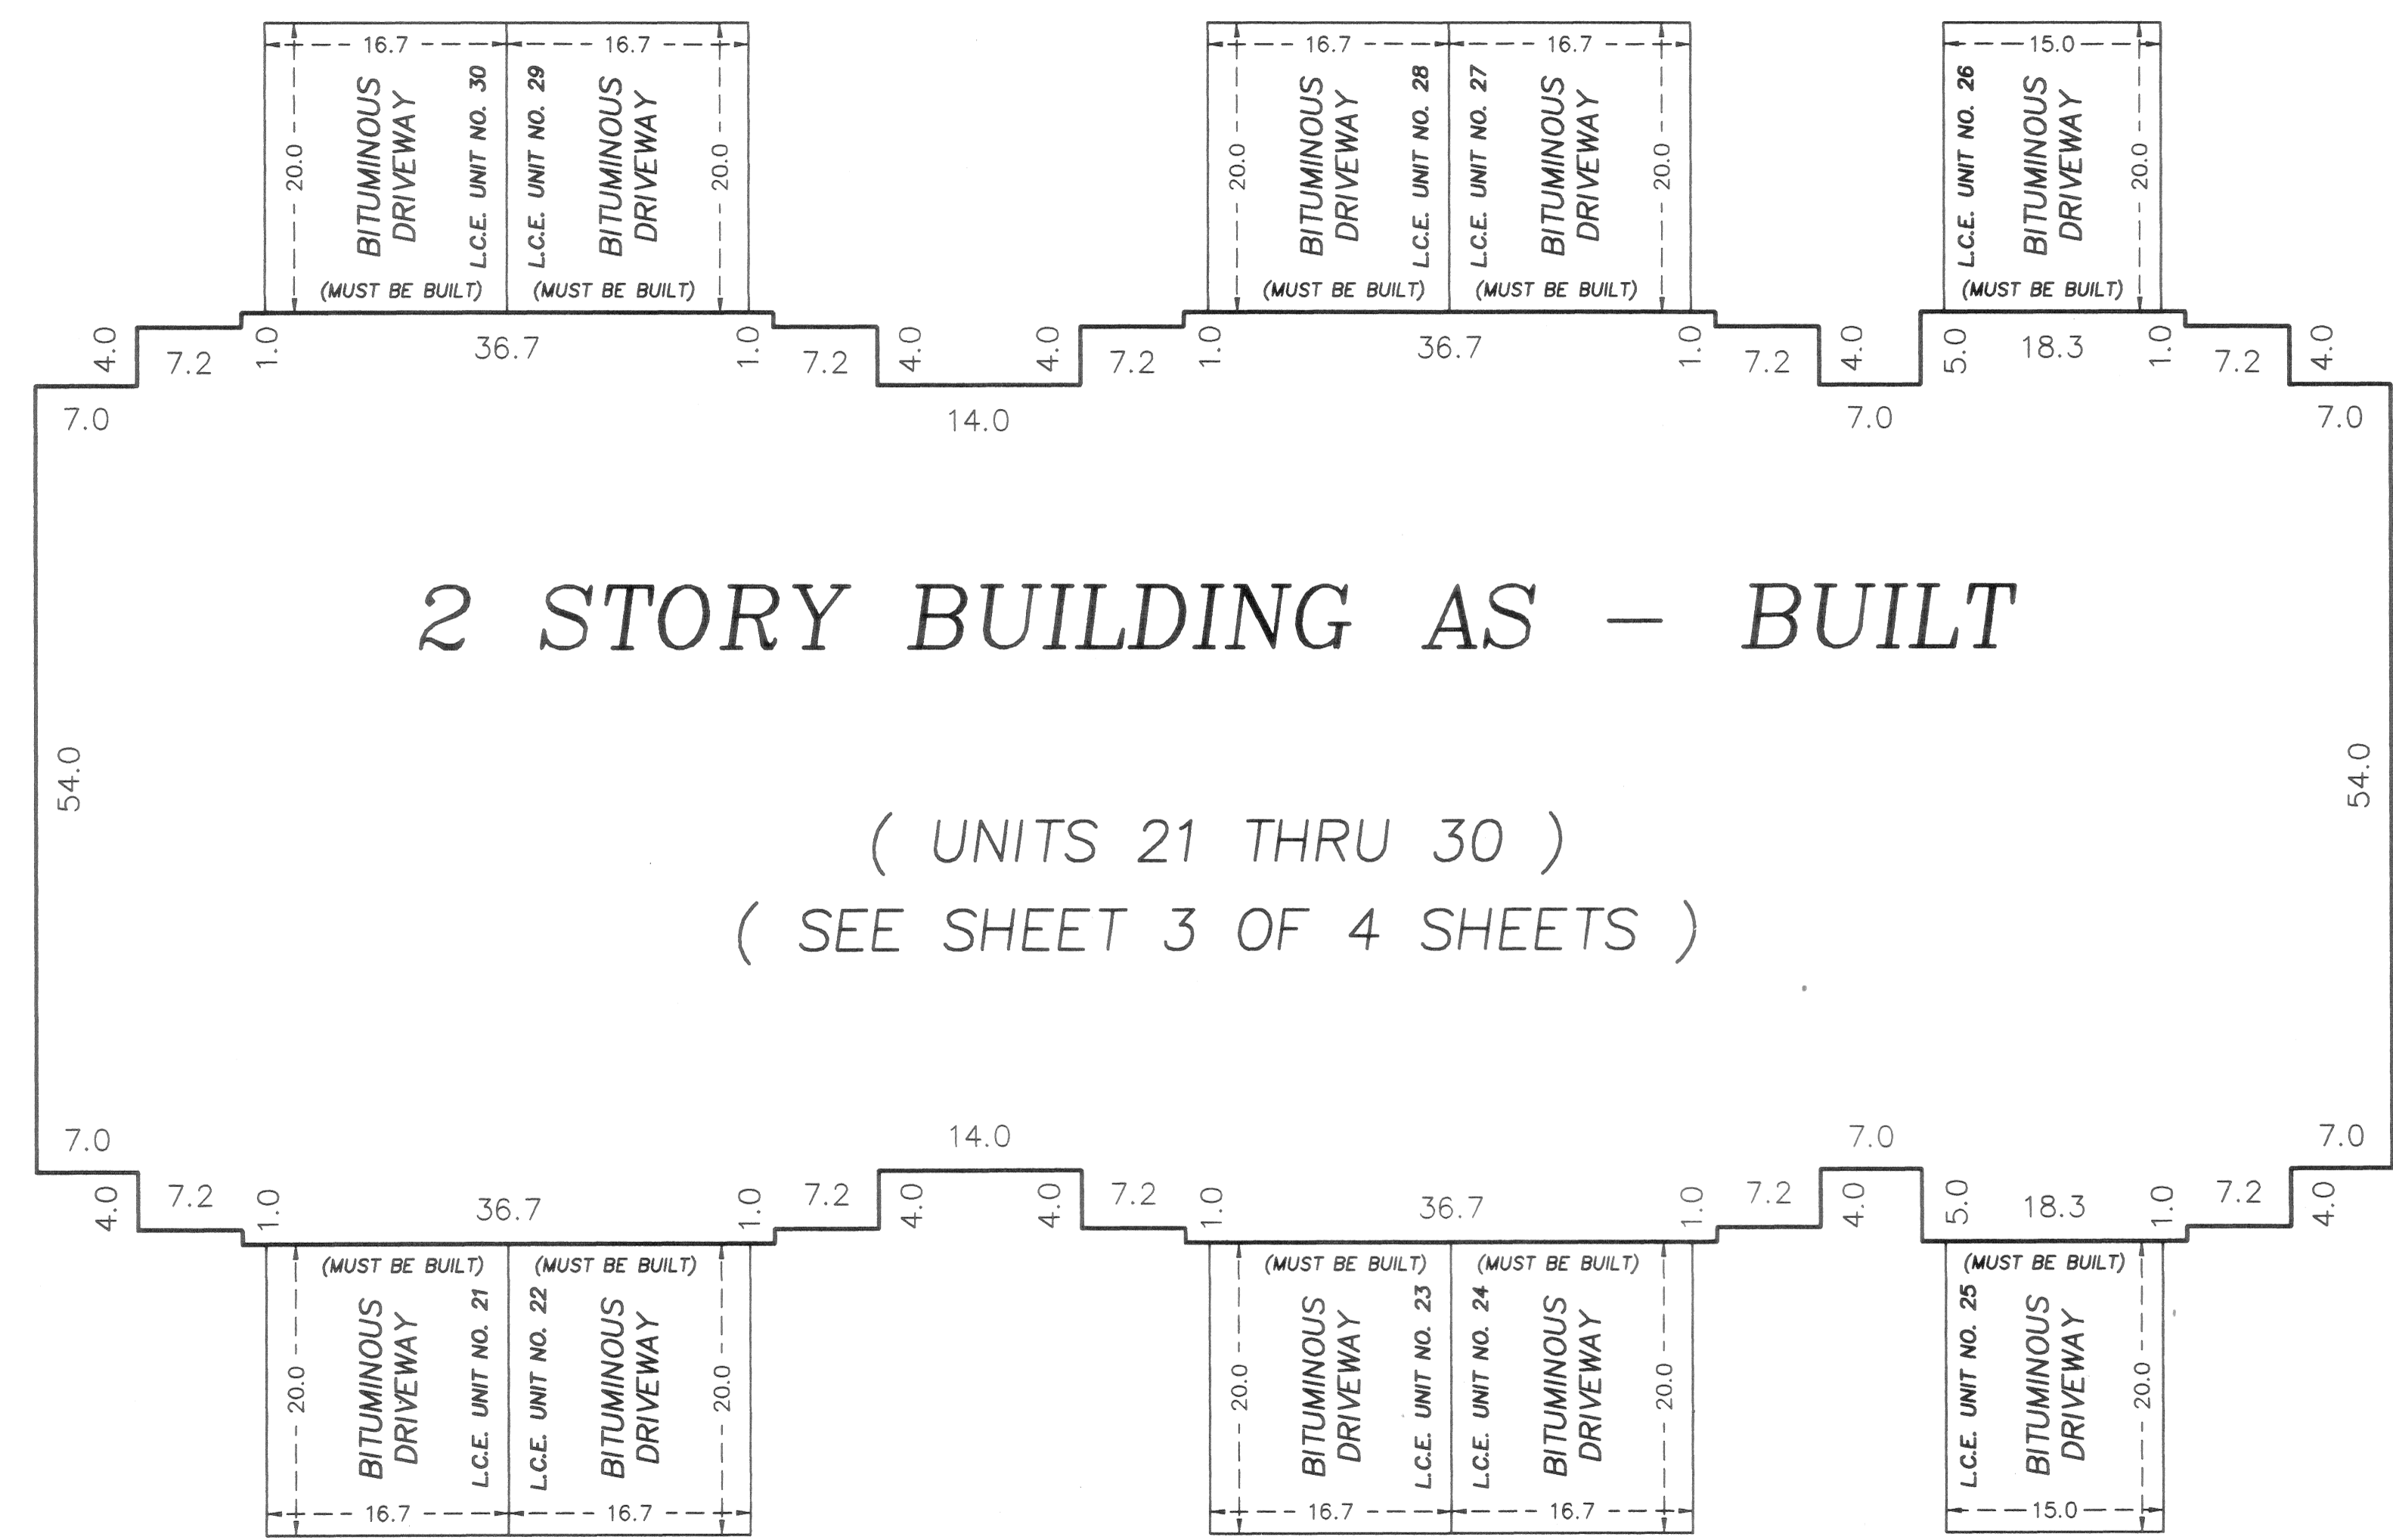 16.7 16.7 16.7 16.7 15.0
20.0 BITUMINOUS DRIVEWAY L.C.E. UNIT NO. 30 L.C.E. UNIT NO. 29 BITUMINOUS DRIVEWAY 20.0
20.0 BITUMINOUS DRIVEWAY L.C.E. UNIT NO. 28 L.C.E. UNIT NO. 27 BITUMINOUS DRIVEWAY 20.0
L.C.E. UNIT NO. 26 BITUMINOUS DRIVEWAY 20.0
(MUST BE BUILT) (MUST BE BUILT) (MUST BE BUILT) (MUST BE BUILT) (MUST BE BUILT)
4.0 7.2 1.0 36.7 1.0 7.2 4.0 4.0 7.2 1.0 36.7 1.0 7.2 4.0 5.0 18.3 1.0 7.2 4.0
7.0 14.0 7.0 7.0
2 STORY BUILDING AS - BUILT
54.0 54.0
( UNITS 21 THRU 30 )
( SEE SHEET 3 OF 4 SHEETS )
7.0 14.0 7.0 7.0
4.0 7.2 1.0 36.7 1.0 7.2 4.0 4.0 7.2 1.0 36.7 1.0 7.2 4.0 5.0 18.3 1.0 7.2 4.0
(MUST BE BUILT) (MUST BE BUILT) (MUST BE BUILT) (MUST BE BUILT) (MUST BE BUILT)
20.0 BITUMINOUS DRIVEWAY L.C.E. UNIT NO. 21 L.C.E. UNIT NO. 22 BITUMINOUS DRIVEWAY 20.0
20.0 BITUMINOUS DRIVEWAY L.C.E. UNIT NO. 23 L.C.E. UNIT NO. 24 BITUMINOUS DRIVEWAY 20.0
L.C.E. UNIT NO. 25 BITUMINOUS DRIVEWAY 20.0
16.7 16.7 16.7 16.7 15.0